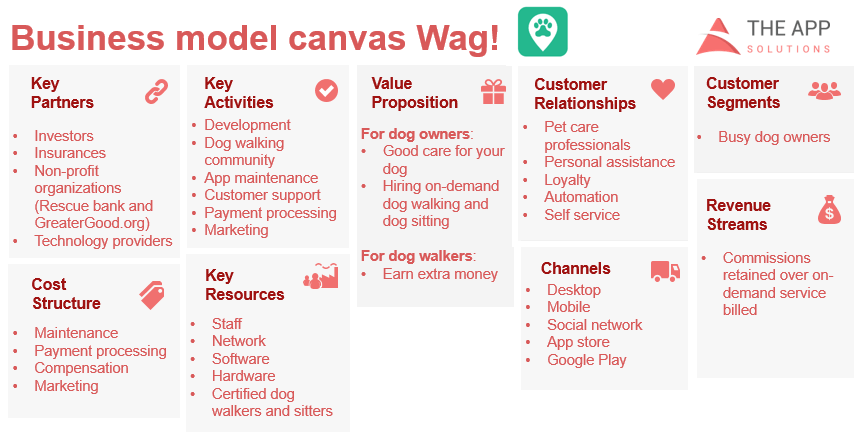 Business model canvas Wag!
THE APP
SOLUTIONS
Key
Partners
• Investors
• Insurances
• Non-profit
organizations
(Rescue bank and
GreaterGood.org)
• Technology providers
Key
Activities
• Development
• Dog walking
community
• App maintenance
• Customer support
• Payment processing
• Marketing
Value
Proposition
For dog owners:
• Good care for your
dog
• Hiring on-demand
dog walking and
dog sitting
For dog walkers:
• Earn extra money
Customer
Relationships
• Pet care
professionals
• Personal assistance
• Loyalty
• Automation
• Self service
Customer
Segments
• Busy dog owners
Revenue
Streams
$
• Commissions
retained over on-
demand service
billed
Cost
Structure
• Maintenance
• Payment processing
• Compensation
• Marketing
Key
Resources
• Staff
• Network
• Software
• Hardware
• Certified dog
walkers and sitters
Channels
• Desktop
• Mobile
• Social network
• App store
• Google Play